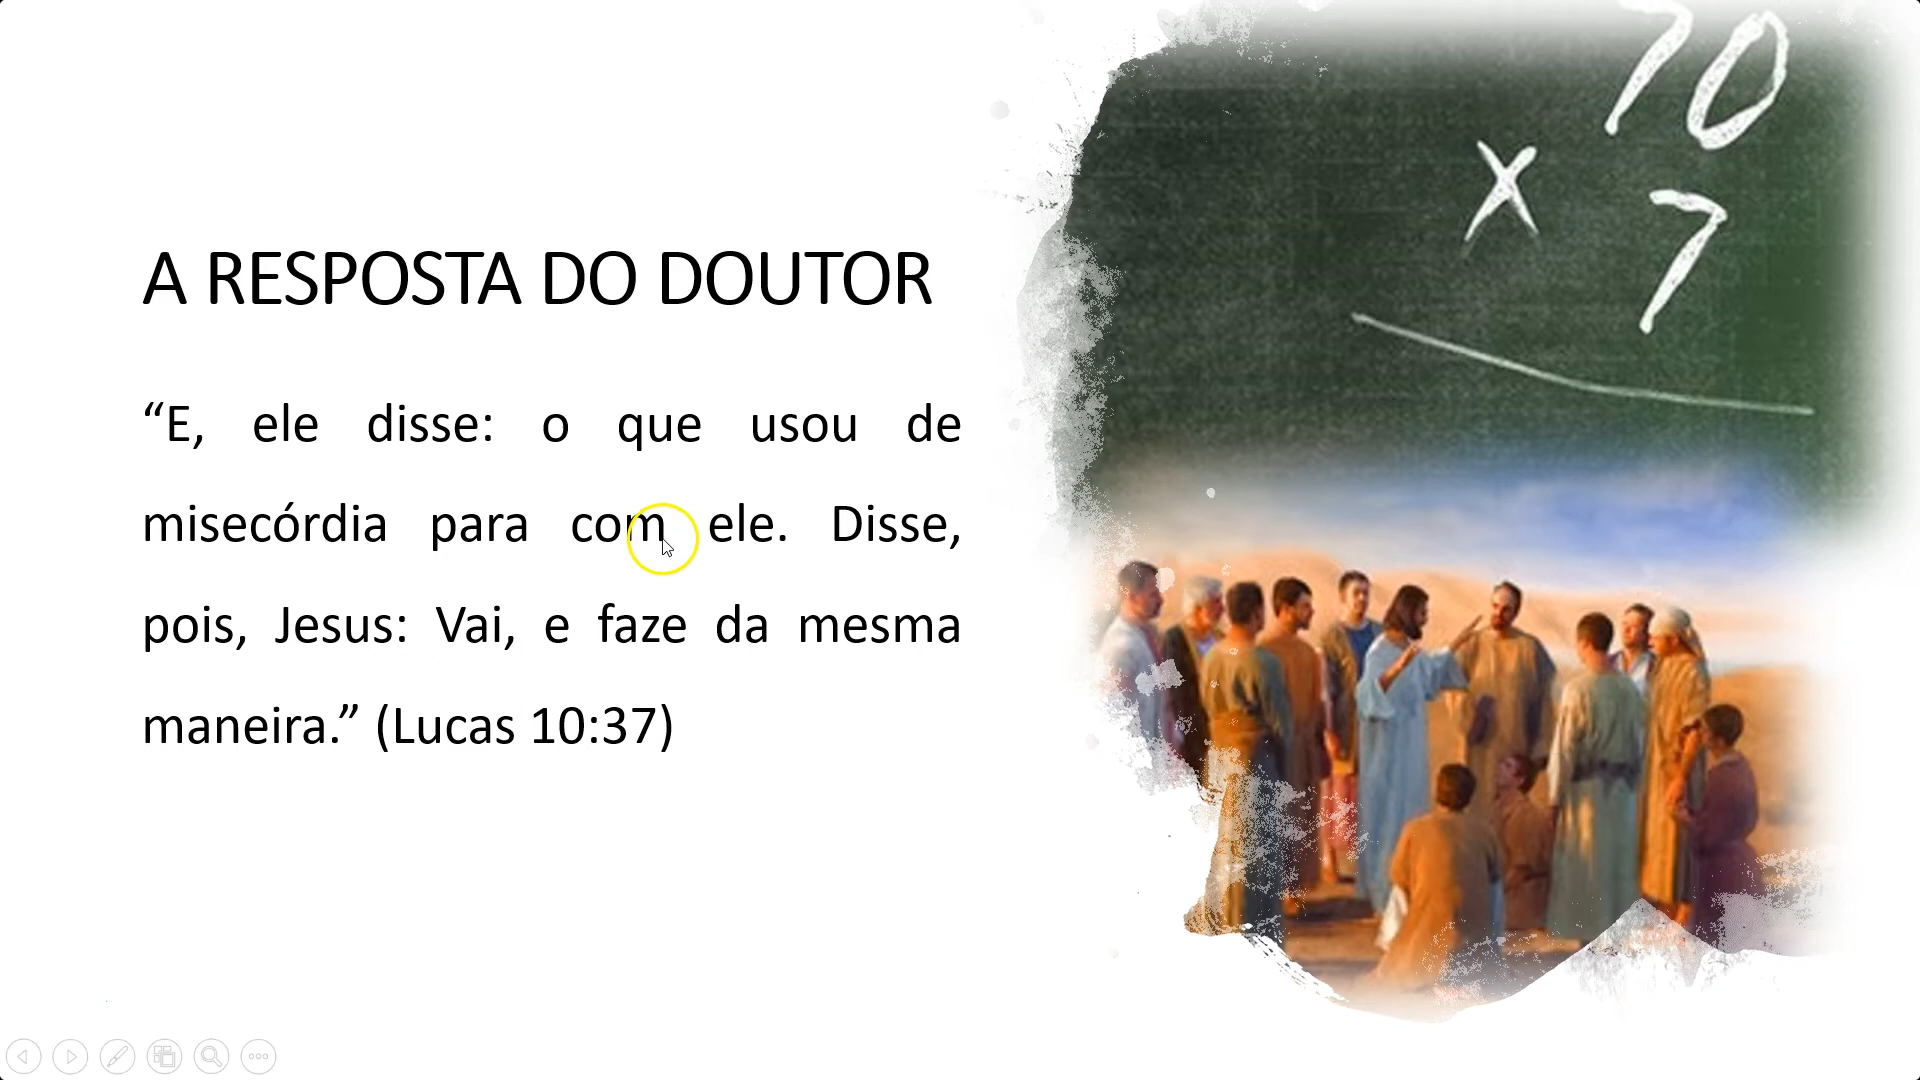 A RESPOSTA DO DOUTOR
“E, ele disse: o que usou de
misecórdia para com ele. Disse,
pois, Jesus: Vai, e faze da mesma
maneira.” (Lucas 10:37)
70
x
7